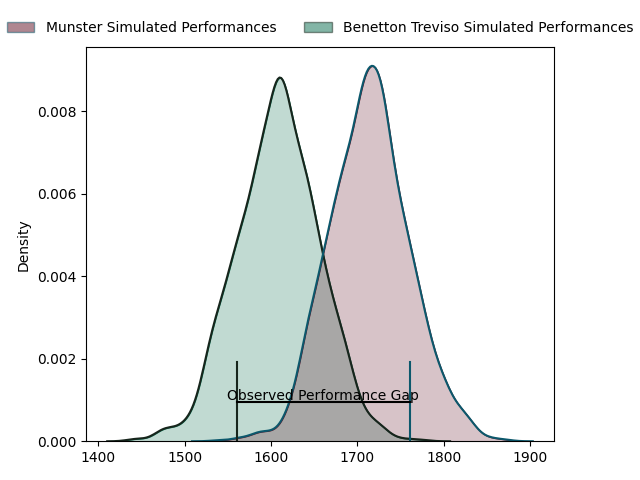 Munster Simulated Performances
Benetton Treviso Simulated Performances
0.008
0.006
0.004
0.002
0.000
Density
Observed Performance Gap
1400 1500 1600 1700 1800 1900